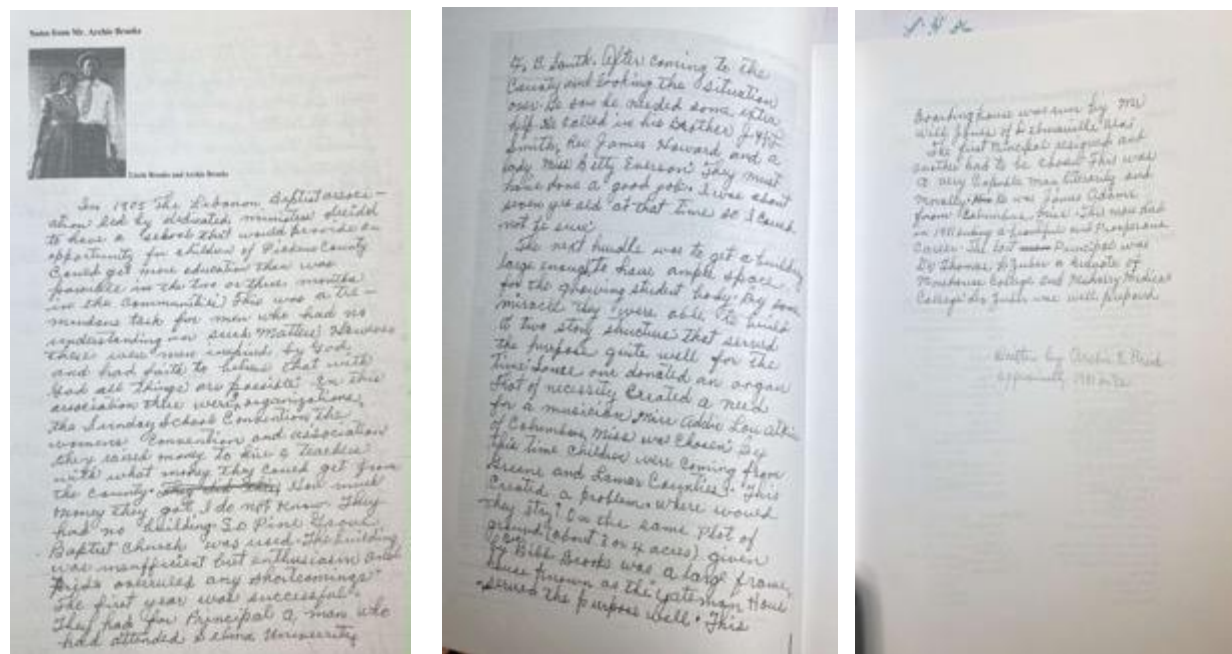 Notes from Mr. Archie Brooks
Lizzie Brooks and Archie Brooks
In 1905 The Lebanon Baptist associ-
ation led by dedicated ministers decided
to have a school that would provide an
opportunity for children of Pickens County
Could get more education than was
possible in the two or three months
in the Communities. This was a tre-
mendous task for men who had no
understanding in such matters. However
these were men inspired by God
and had faith to believe that with
God all things are possible. In this
association there were organizations,
the Sunday School Convention the
womens Convention and association
they raised money to hire 4 teachers
with what money they could get from
the County. How much
money they got, I do not know. They
had no building. So Pine Grove
Baptist Church was used. The building
was insufficient but enthusiasm and
Pride overruled any shortcomings.
The first year was successful.
They had for Principal a man who
had attended Selma University
B. Smith. After coming to the
County and looking the situation
over he saw he needed some extra
help. He called in his Brother
Smith, Rev James Howard, and a
lady Miss Betty Everson. They must
have done a good job. I was about
seven yrs old at that time so I
not be sure.
The next hurdle was to get a building
large enough to have ample space
for the growing student body. By some
miracle they were able to build
a two story structure that served
the purpose quite well for the
time. one donated an organ
that of necessity Created a need
for a musician. Miss Addie Lou
of Columbus, Miss was Chosen. By
this time children were coming from
Greene and Lamar Counties. This
Created a problem. Where would
they stay? On the same Plot of
ground (about 3 or 4 acres) given
by Bibb Brooks was a large frame
house known as the Yateman House
served the purpose well. This
Boarding house was run by Mr
Will Jones of Ala.
The first Principal resigned and
another had to be chosen. This was
a very Capable man literarily and
Morally. He was James Adams
from Columbus, Miss. This man died
in 1911 ending a fruitful and Prosperous
Career. The last Principal was
Dr Thomas a graduate of
Morehouse College and Meharry Medical
College. Dr was well prepared
Written by Archie
approximately